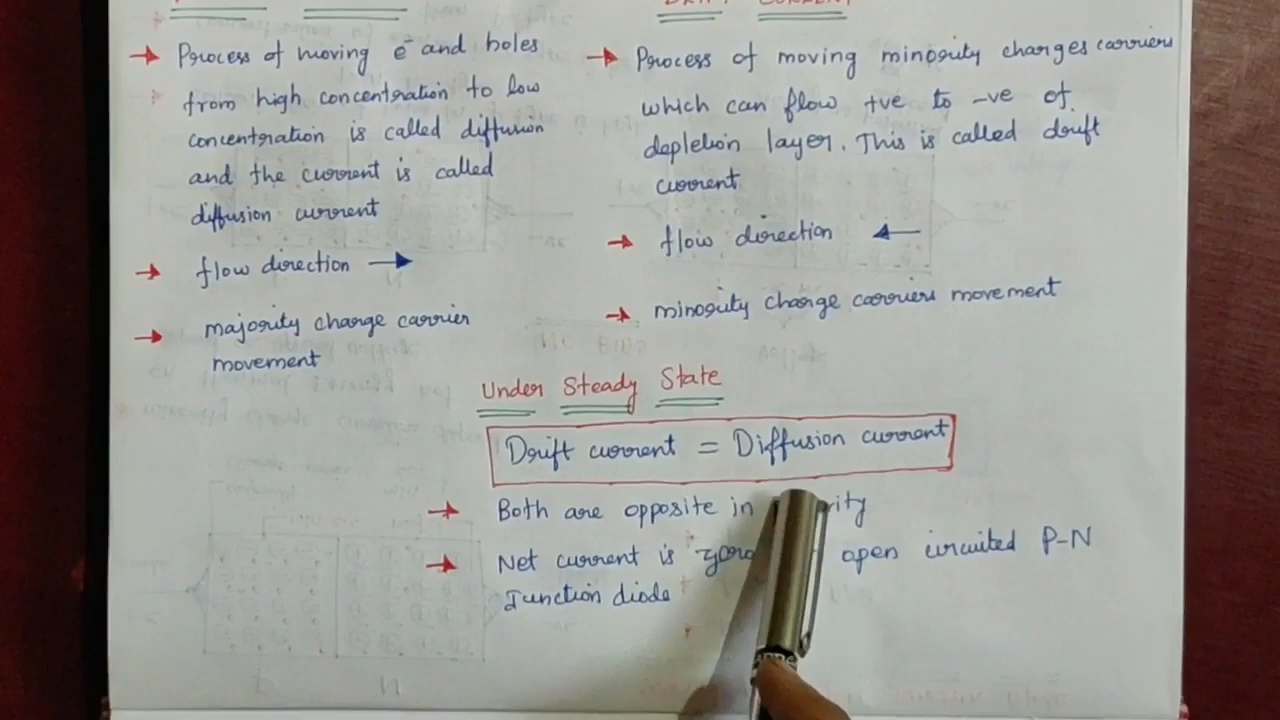 DRIFT CURRENT
→ Process of moving e⁻ and holes
from high concentration to low
concentration is called diffusion
and the current is called
diffusion current
→ flow direction →
→ majority charge carrier
movement
→ Process of moving minority charges carriers
which can flow +ve to -ve of
depletion layer. This is called drift
current
→ flow direction ←
→ minority charge carriers movement
Under Steady State
Drift current = Diffusion current
→ Both are opposite in
→ Net current is zero open circuited P-N
Junction diode